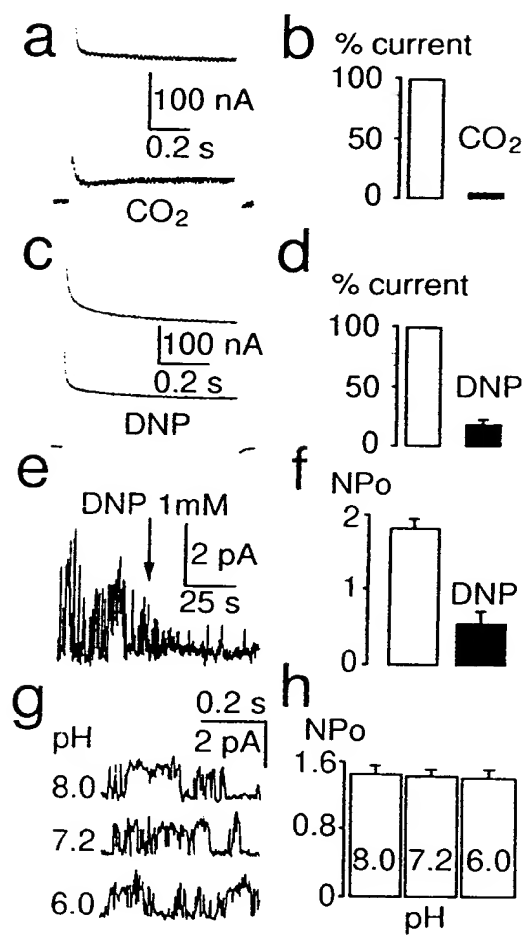 a
100 nA
0.2 s
CO2
b
% current
100
50
0
CO2
c
100 nA
0.2 s
DNP
d
% current
100
50
0
DNP
e
DNP 1mM
2 pA
25 s
f
NPo
2
1
0
DNP
g
0.2 s
2 pA
pH
8.0
7.2
6.0
h
NPo
1.6
0.8
0
8.0 7.2 6.0
pH